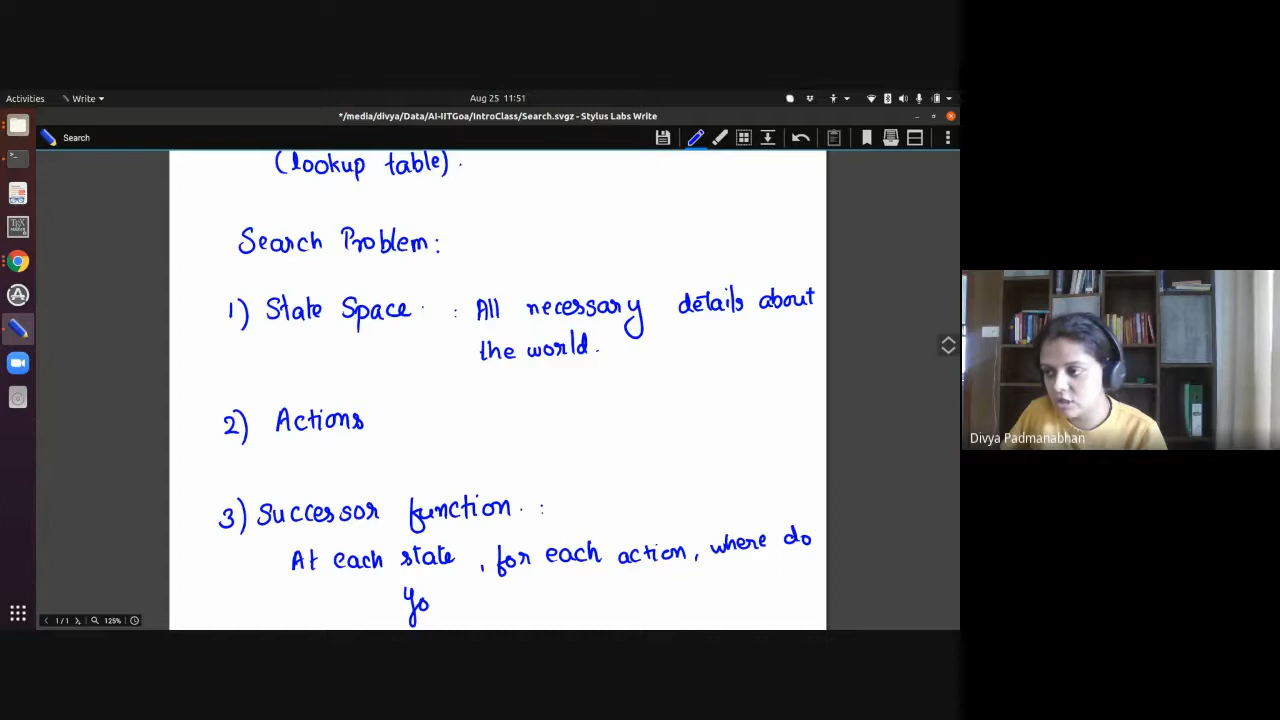 Activities
Write
Aug 25 11:51
*/media/divya/Data/AI-IITGoa/IntroClass/Search.svgz - Stylus Labs Write
Search
(lookup table).
Search Problem:
1) State Space : All necessary details about
the world.
2) Actions
3) Successor function :
At each state, for each action, where do
yo
1/1
125%
Divya Padmanabhan